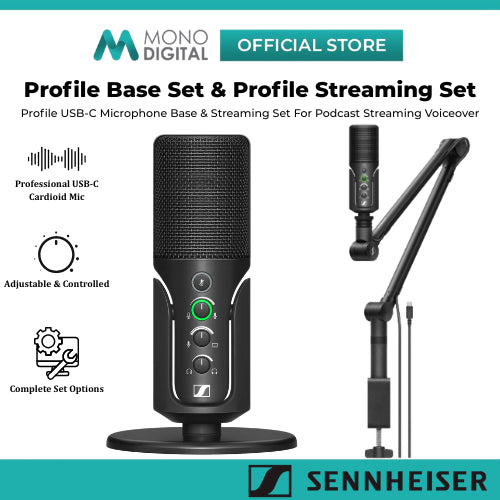 MONO
DIGITAL
OFFICIAL STORE
Profile Base Set & Profile Streaming Set
Profile USB-C Microphone Base & Streaming Set For Podcast Streaming Voiceover
Professional USB-C
Cardioid Mic
Adjustable & Controlled
Complete Set Options
SENNHEISER